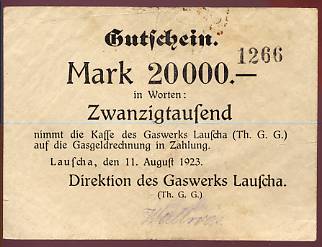 Gutschein.
1266
Mark 20000.—
in Worten:
Zwanzigtausend
nimmt die Kasse des Gaswerks Lauscha (Th. G. G.)
auf die Gasgeldrechnung in Zahlung.
Lauscha, den 11. August 1923.
Direktion des Gaswerks Lauscha.
(Th. G. G.)